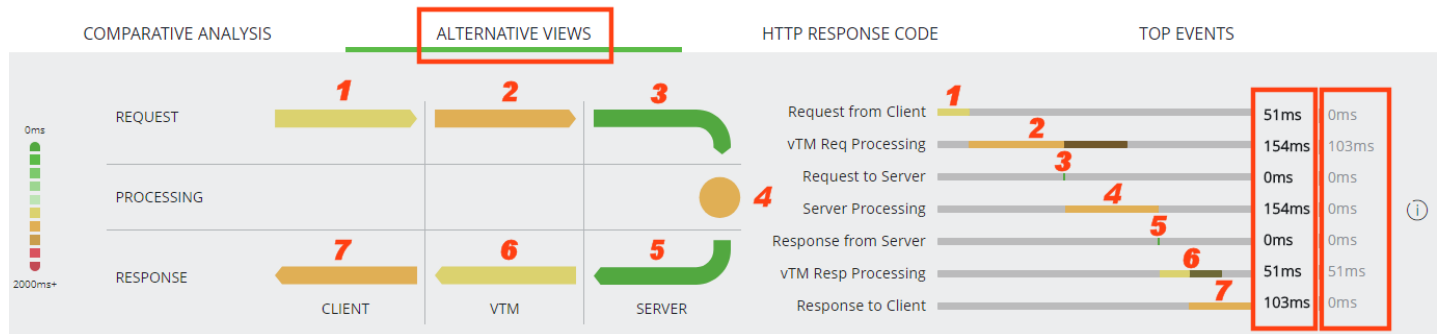 COMPARATIVE ANALYSIS ALTERNATIVE VIEWS HTTP RESPONSE CODE TOP EVENTS
0ms
2000ms+
1 2 3
REQUEST
PROCESSING 4
7 6 5
RESPONSE
CLIENT VTM SERVER
1
Request from Client 51ms 0ms
2
vTM Req Processing 154ms 103ms
3
Request to Server 0ms 0ms
4
Server Processing 154ms 0ms
5
Response from Server 0ms 0ms
6
vTM Resp Processing 51ms 51ms
7
Response to Client 103ms 0ms
i